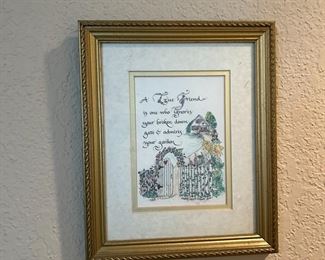 A True Friend
is one who ignores
your broken down
gate & admires
your garden